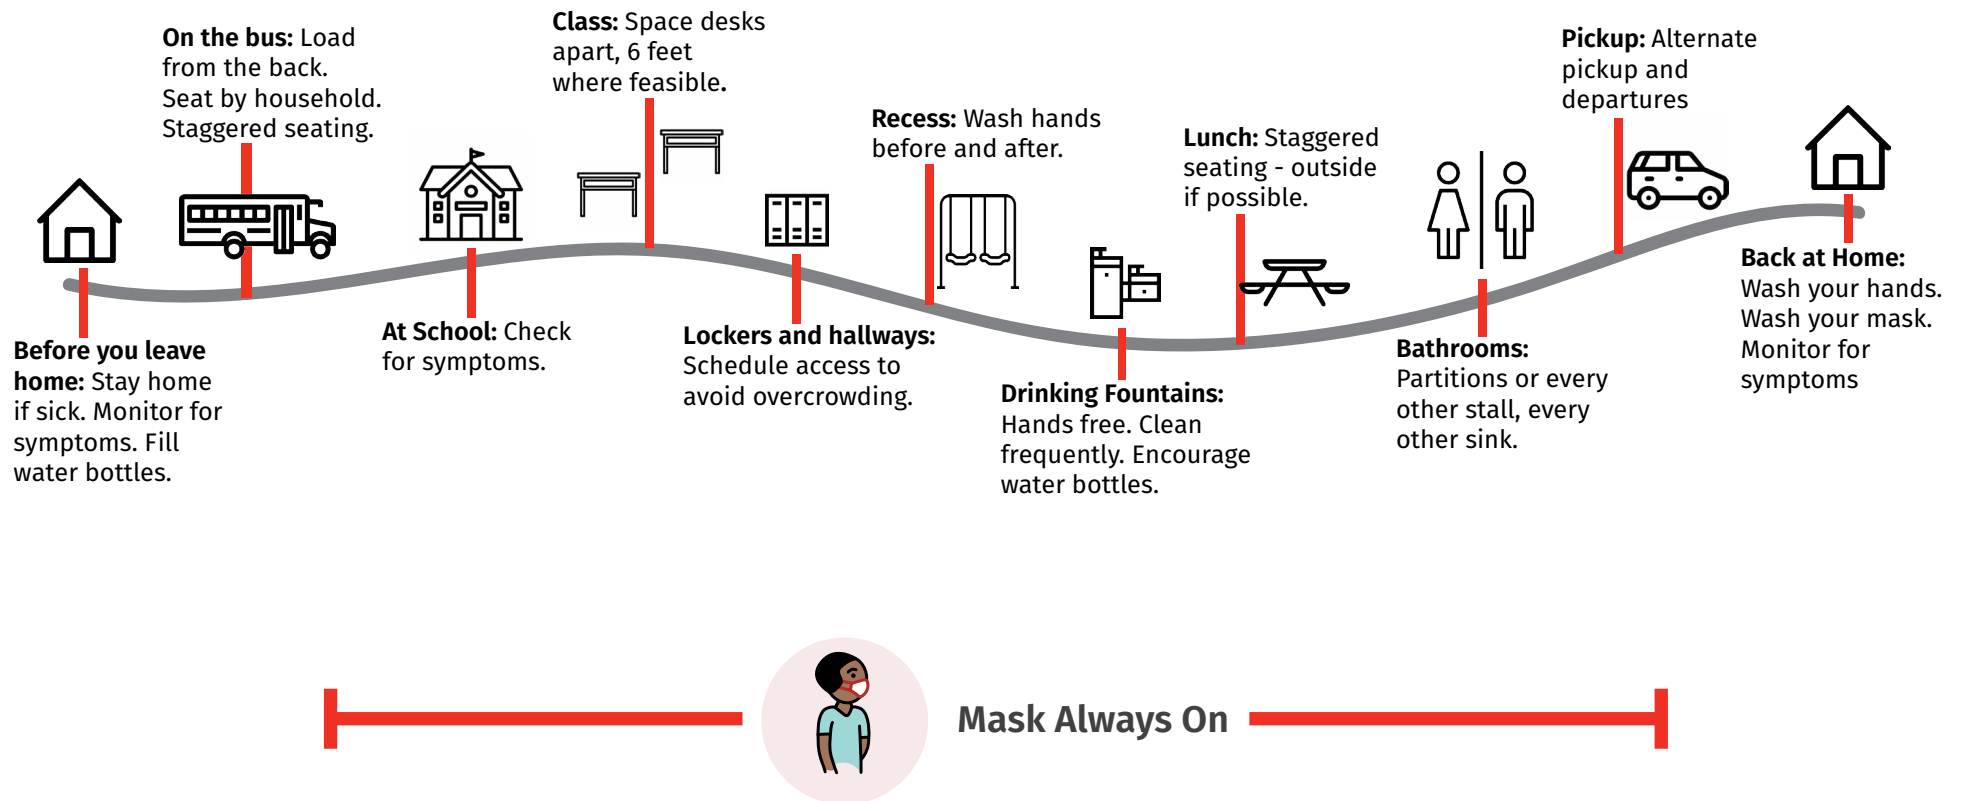 Before you leave
home: Stay home
if sick. Monitor for
symptoms. Fill
water bottles.
On the bus: Load
from the back.
Seat by household.
Staggered seating.
At School: Check
for symptoms.
Class: Space desks
apart, 6 feet
where feasible.
Lockers and hallways:
Schedule access to
avoid overcrowding.
Recess: Wash hands
before and after.
Drinking Fountains:
Hands free. Clean
frequently. Encourage
water bottles.
Lunch: Staggered
seating - outside
if possible.
Bathrooms:
Partitions or every
other stall, every
other sink.
Pickup: Alternate
pickup and
departures
Back at Home:
Wash your hands.
Wash your mask.
Monitor for
symptoms
Mask Always On